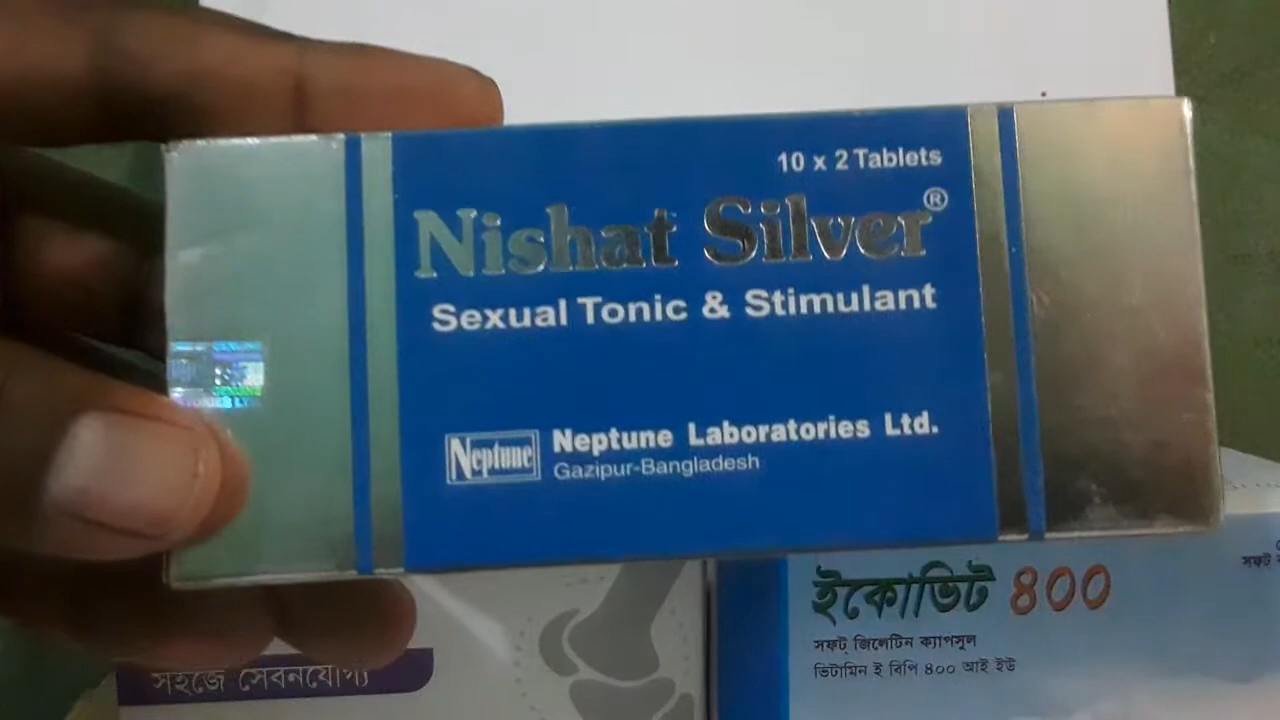 10 x 2 Tablets
Nishat Silver®
Sexual Tonic & Stimulant
Neptune
Neptune Laboratories Ltd.
Gazipur-Bangladesh
ইকোভিট ৪০০
সফট্ জিলেটিন ক্যাপসুল
ভিটামিন ই বিপি ৪০০ আই ইউ
সহজে সেবনযোগ্য
সফট্